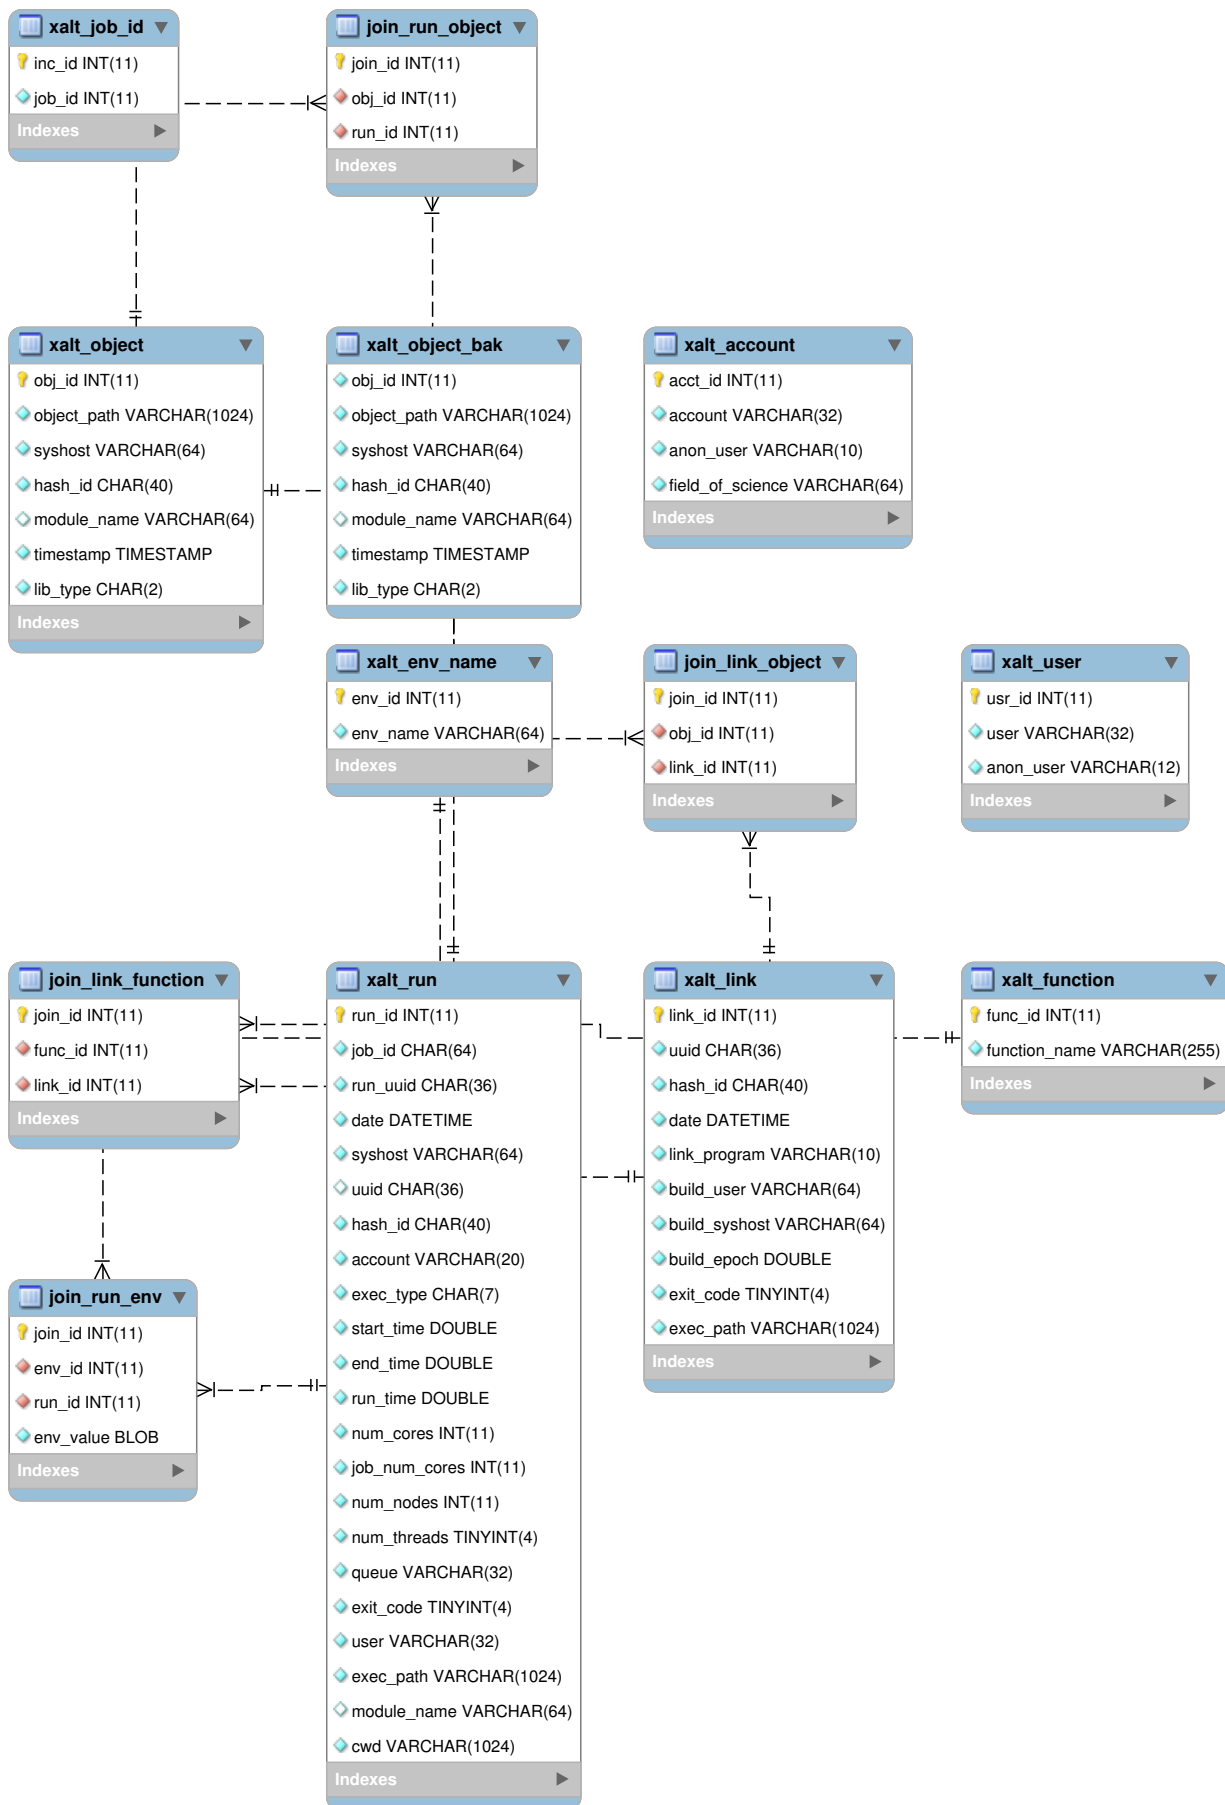 xalt_job_id
inc_id INT(11)
job_id INT(11)
Indexes
join_run_object
join_id INT(11)
obj_id INT(11)
run_id INT(11)
Indexes
xalt_object
obj_id INT(11)
object_path VARCHAR(1024)
syshost VARCHAR(64)
hash_id CHAR(40)
module_name VARCHAR(64)
timestamp TIMESTAMP
lib_type CHAR(2)
Indexes
xalt_object_bak
obj_id INT(11)
object_path VARCHAR(1024)
syshost VARCHAR(64)
hash_id CHAR(40)
module_name VARCHAR(64)
timestamp TIMESTAMP
lib_type CHAR(2)
xalt_account
acct_id INT(11)
account VARCHAR(32)
anon_user VARCHAR(10)
field_of_science VARCHAR(64)
Indexes
xalt_env_name
env_id INT(11)
env_name VARCHAR(64)
Indexes
join_link_object
join_id INT(11)
obj_id INT(11)
link_id INT(11)
Indexes
xalt_user
usr_id INT(11)
user VARCHAR(32)
anon_user VARCHAR(12)
Indexes
join_link_function
join_id INT(11)
func_id INT(11)
link_id INT(11)
Indexes
xalt_run
run_id INT(11)
job_id CHAR(64)
run_uuid CHAR(36)
date DATETIME
syshost VARCHAR(64)
uuid CHAR(36)
hash_id CHAR(40)
account VARCHAR(20)
exec_type CHAR(7)
start_time DOUBLE
end_time DOUBLE
run_time DOUBLE
num_cores INT(11)
job_num_cores INT(11)
num_nodes INT(11)
num_threads TINYINT(4)
queue VARCHAR(32)
exit_code TINYINT(4)
user VARCHAR(32)
exec_path VARCHAR(1024)
module_name VARCHAR(64)
cwd VARCHAR(1024)
Indexes
xalt_link
link_id INT(11)
uuid CHAR(36)
hash_id CHAR(40)
date DATETIME
link_program VARCHAR(10)
build_user VARCHAR(64)
build_syshost VARCHAR(64)
build_epoch DOUBLE
exit_code TINYINT(4)
exec_path VARCHAR(1024)
Indexes
xalt_function
func_id INT(11)
function_name VARCHAR(255)
Indexes
join_run_env
join_id INT(11)
env_id INT(11)
run_id INT(11)
env_value BLOB
Indexes